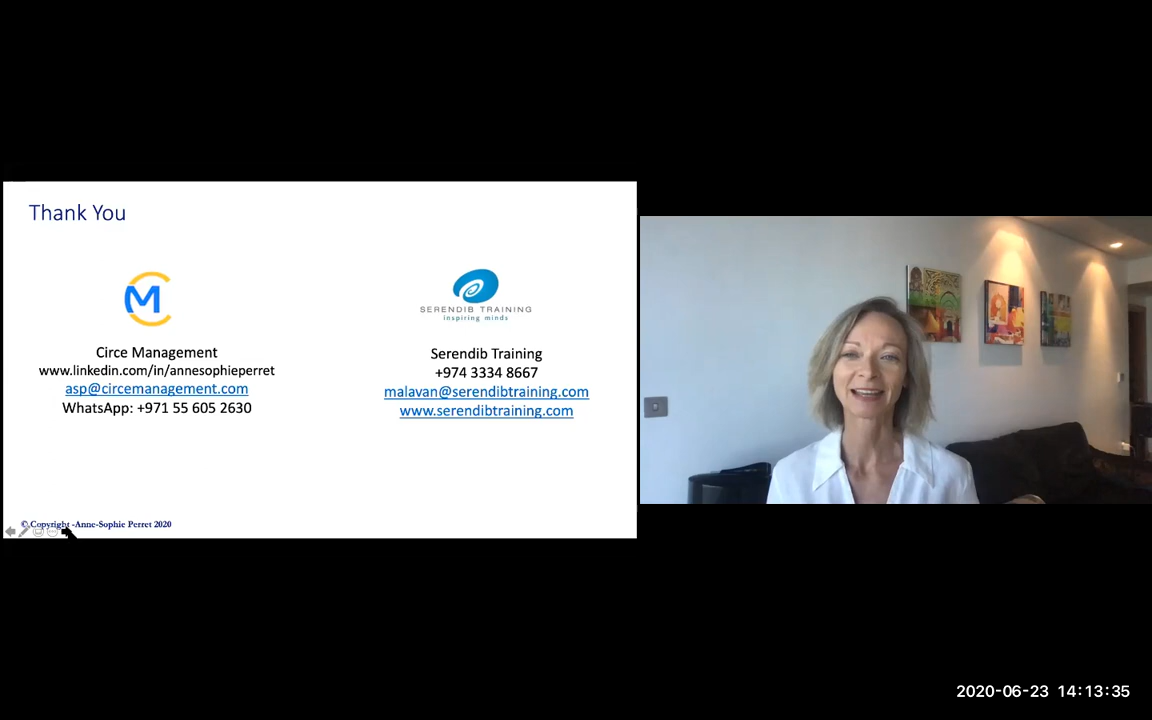 Thank You
CM
Circe Management
www.linkedin.com/in/annesophieperret
asp@circemanagement.com
WhatsApp: +971 55 605 2630
SERENDIB TRAINING
inspiring minds
Serendib Training
+974 3334 8667
malavan@serendibtraining.com
www.serendibtraining.com
© Copyright -Anne-Sophie Perret 2020
2020-06-23 14:13:35